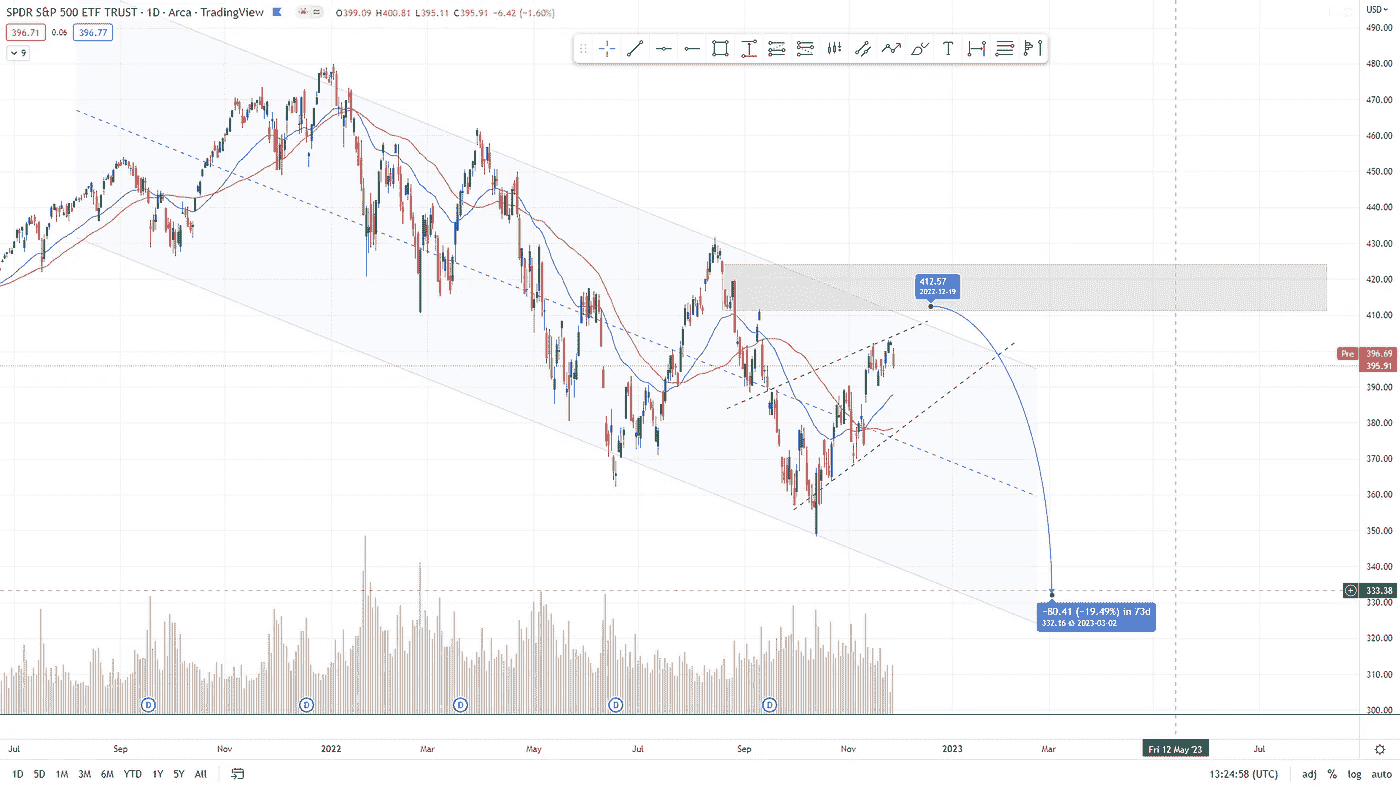 SPDR S&P 500 ETF TRUST · 1D · Arca · TradingView O399.09 H400.81 L395.11 C395.91 −6.42 (−1.60%)
USD
396.71 0.06 396.77
9
490.00
480.00
470.00
460.00
450.00
440.00
430.00
420.00
410.00
390.00
380.00
370.00
360.00
350.00
340.00
330.00
320.00
310.00
300.00
412.57
2022-12-19
Pre 396.69
395.91
333.38
−80.41 (−19.49%) in 73d
332.16 @ 2023-03-02
D D D D D
Jul Sep Nov 2022 Mar May Jul Sep Nov 2023 Mar Fri 12 May '23 Jul
1D 5D 1M 3M 6M YTD 1Y 5Y All 13:24:58 (UTC) adj % log auto